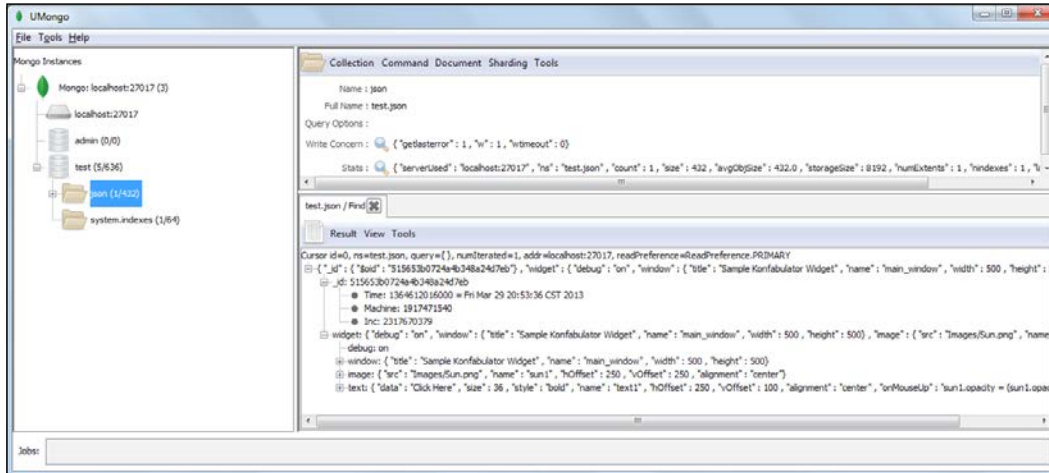 UMongo
File Tools Help
Mongo Instances
Mongo: localhost:27017 (3)
localhost:27017
admin (0/0)
test (5/636)
json (1/432)
system.indexes (1/64)
Collection Command Document Sharding Tools
Name : json
Full Name : test.json
Query Options :
Write Concern : { "getlasterror" : 1 , "w" : 1 , "wtimeout" : 0}
Stats : { "serverUsed" : "localhost:27017" , "ns" : "test.json" , "count" : 1 , "size" : 432 , "avgObjSize" : 432.0 , "storageSize" : 8192 , "numExtents" : 1 , "nindexes" : 1 ,
test.json / Find
Result View Tools
Cursor id=0, ns=test.json, query={ }, numIterated=1, addr=localhost:27017, readPreference=ReadPreference.PRIMARY
{ "_id" : { "$oid" : "515653b0724a4b348a24d7eb"} , "widget" : { "debug" : "on" , "window" : { "title" : "Sample Konfabulator Widget" , "name" : "main_window" , "width" : 500 , "height" :
_id: 515653b0724a4b348a24d7eb
Time: 1364612016000 = Fri Mar 29 20:53:36 CST 2013
Machine: 1917471540
Inc: 2317670379
widget: { "debug" : "on" , "window" : { "title" : "Sample Konfabulator Widget" , "name" : "main_window" , "width" : 500 , "height" : 500} , "image" : { "src" : "Images/Sun.png" , "name
debug: on
window: { "title" : "Sample Konfabulator Widget" , "name" : "main_window" , "width" : 500 , "height" : 500}
image: { "src" : "Images/Sun.png" , "name" : "sun1" , "hOffset" : 250 , "vOffset" : 250 , "alignment" : "center"}
text: { "data" : "Click Here" , "size" : 36 , "style" : "bold" , "name" : "text1" , "hOffset" : 250 , "vOffset" : 100 , "alignment" : "center" , "onMouseUp" : "sun1.opacity = (sun1.opac
Jobs: